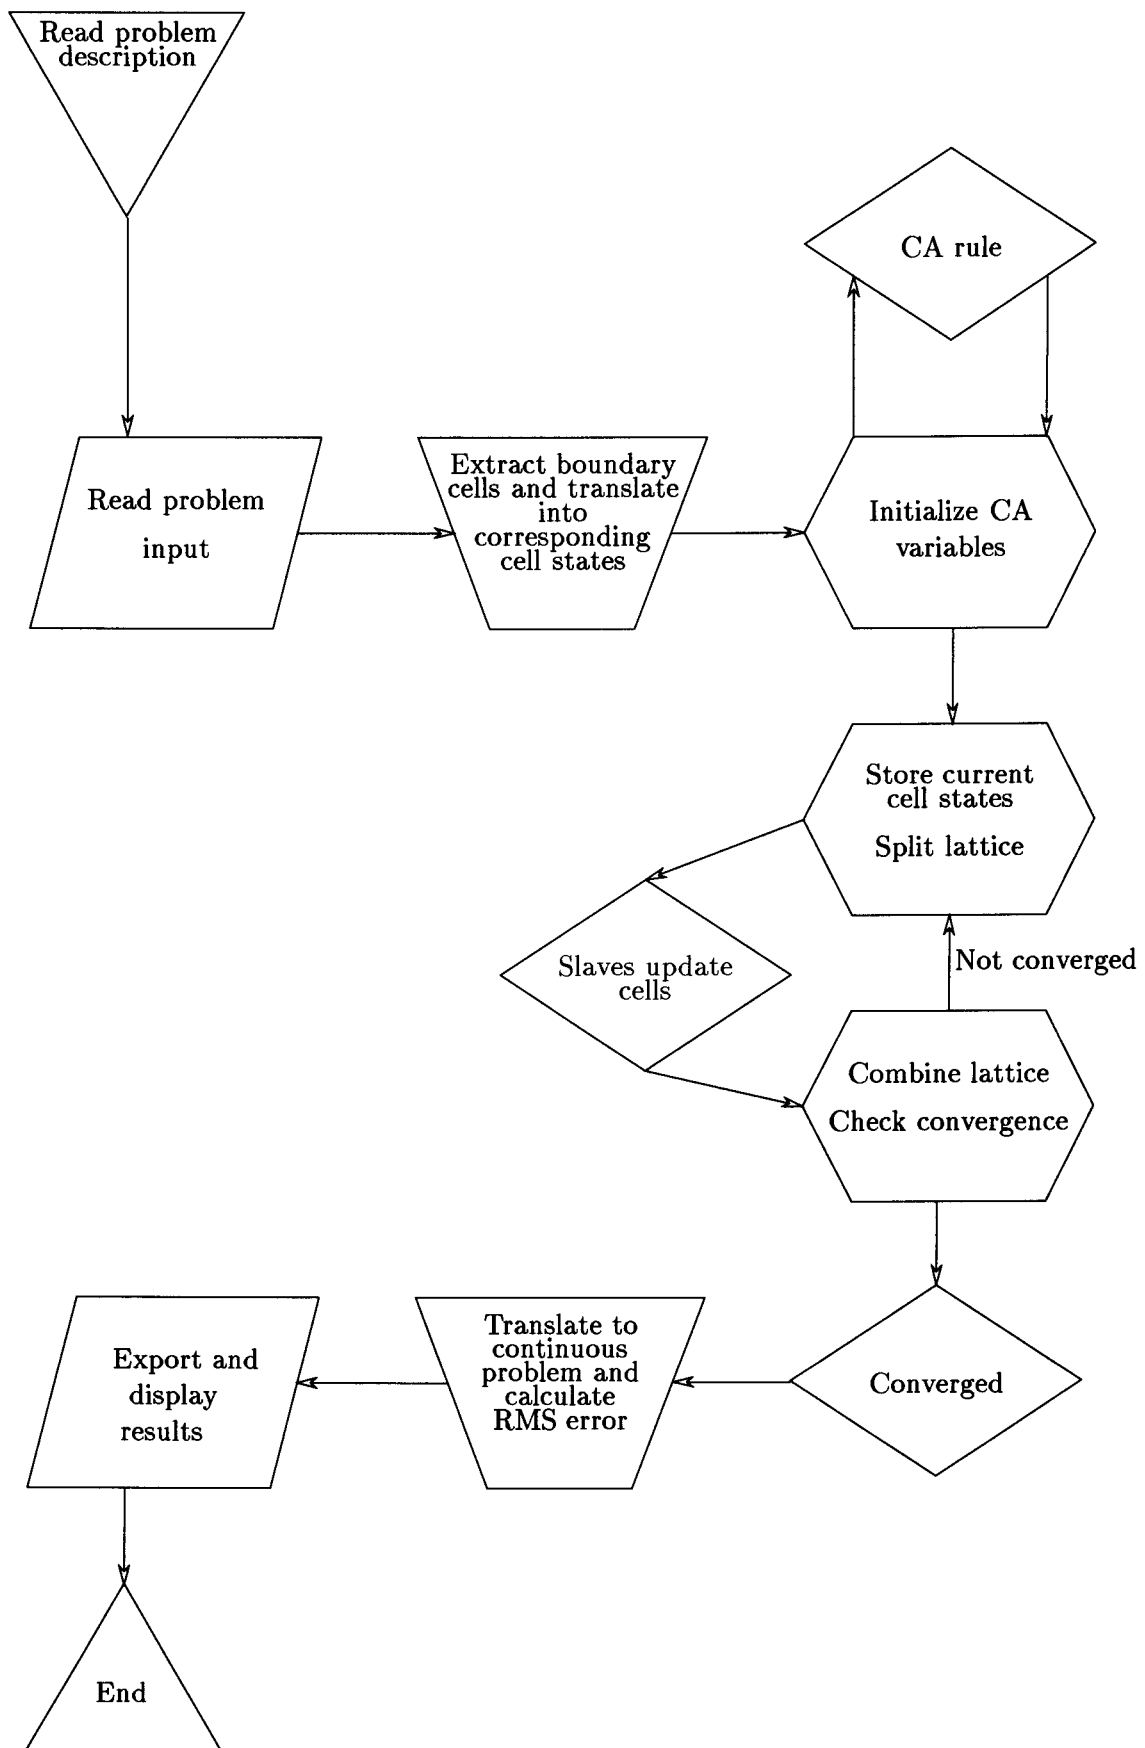 Read problem
description
CA rule
Read problem
input
Extract boundary
cells and translate
into
corresponding
cell states
Initialize CA
variables
Store current
cell states
Split lattice
Slaves update
cells
Not converged
Combine lattice
Check convergence
Converged
Translate to
continuous
problem and
calculate
RMS error
Export and
display
results
End